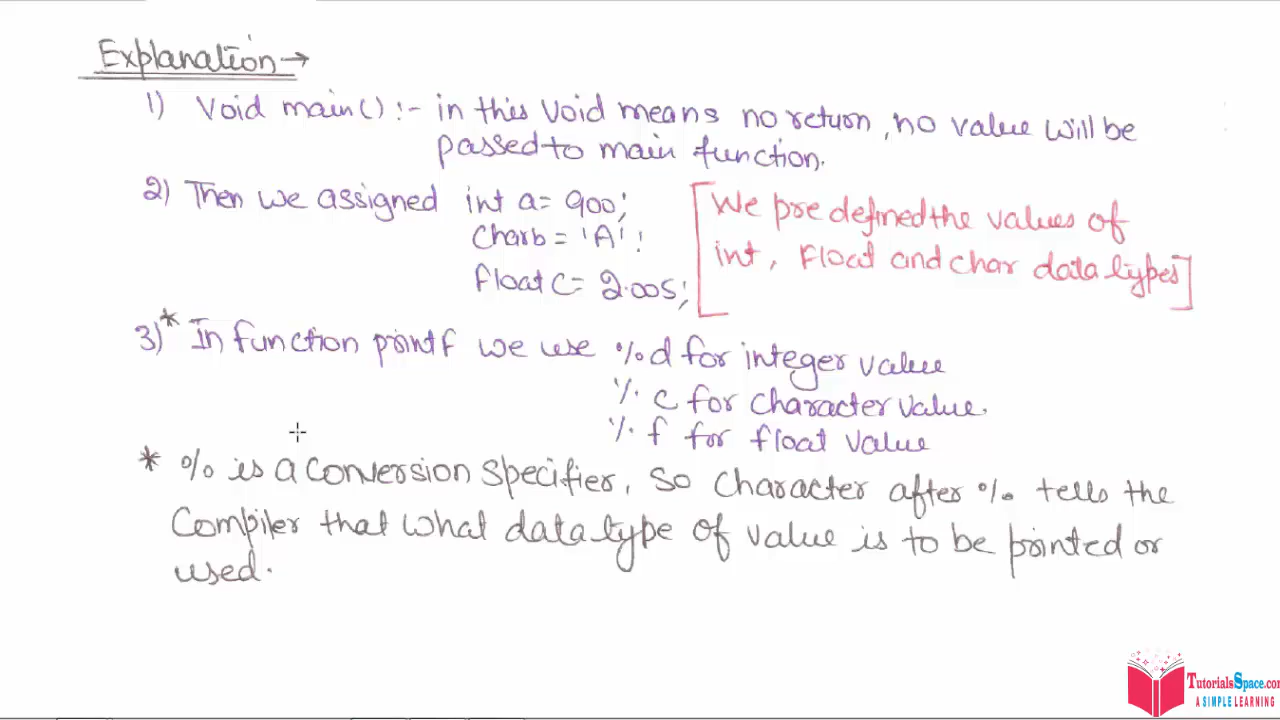 Explanation →
1) Void main() :- in this Void means no return, no value will be
passed to main function.
2) Then we assigned int a= 900;
Char b = 'A' ;
float c= 2.005;
[We pre defined the values of
int, Float and char data types]
3)* In function printf we use %d for integer value
% c for character value.
% f for float value
* % is a conversion specifier, so character after % tells the
Compiler that what data type of value is to be printed or
used.
TutorialsSpace.com
A SIMPLE LEARNING